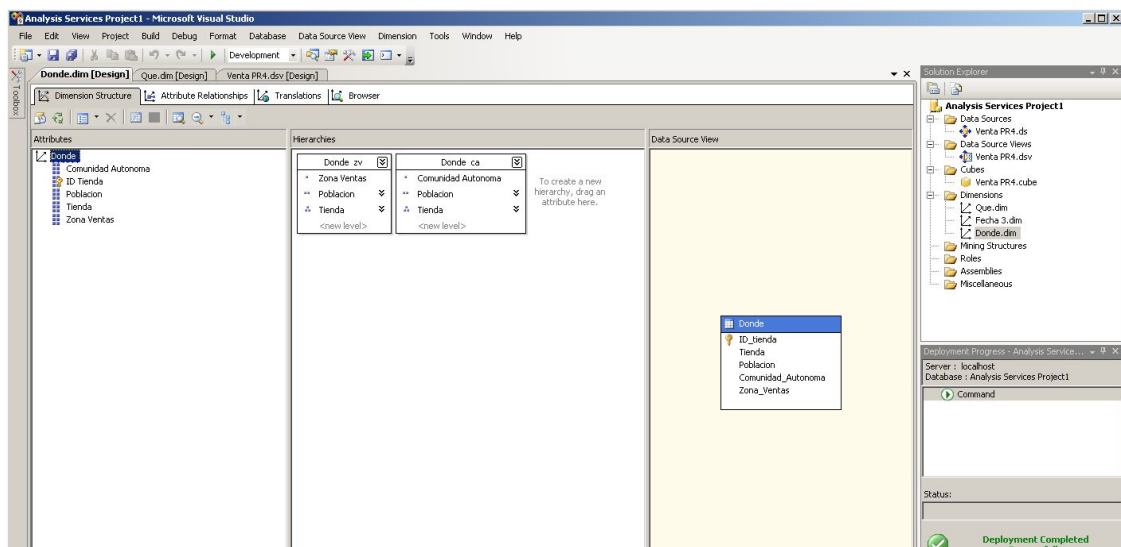 Analysis Services Project1 - Microsoft Visual Studio
File Edit View Project Build Debug Format Database Data Source View Dimension Tools Window Help
Development
Toolbox
Donde.dim [Design] Que.dim [Design] Venta PR4.dsv [Design]
Dimension Structure Attribute Relationships Translations Browser
Attributes
Donde
Comunidad Autonoma
ID Tienda
Poblacion
Tienda
Zona Ventas
Hierarchies
Donde zv
Zona Ventas
Poblacion
Tienda
<new level>
Donde ca
Comunidad Autonoma
Poblacion
Tienda
<new level>
To create a new
hierarchy, drag an
attribute here.
Data Source View
Donde
ID_tienda
Tienda
Poblacion
Comunidad_Autonoma
Zona_Ventas
Solution Explorer
Analysis Services Project1
Data Sources
Venta PR4.ds
Data Source Views
Venta PR4.dsv
Cubes
Venta PR4.cube
Dimensions
Que.dim
Fecha 3.dim
Donde.dim
Mining Structures
Roles
Assemblies
Miscellaneous
Deployment Progress - Analysis Service...
Server : localhost
Database : Analysis Services Project1
Command
Status:
Deployment Completed